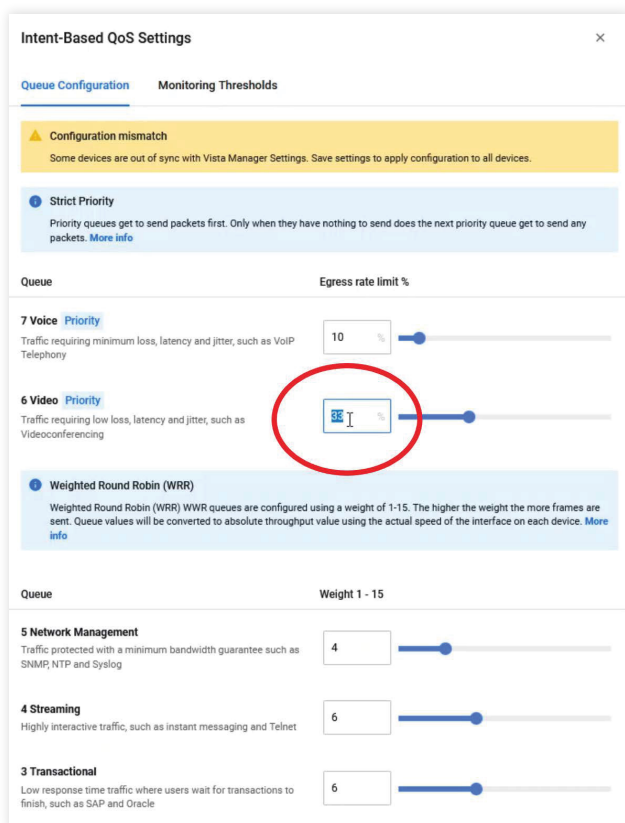 Intent-Based QoS Settings
Queue Configuration Monitoring Thresholds
Configuration mismatch
Some devices are out of sync with Vista Manager Settings. Save settings to apply configuration to all devices.
Strict Priority
Priority queues get to send packets first. Only when they have nothing to send does the next priority queue get to send any
packets. More info
Queue Egress rate limit %
7 Voice Priority
Traffic requiring minimum loss, latency and jitter, such as VoIP
Telephony
10 %
6 Video Priority
Traffic requiring low loss, latency and jitter, such as
Videoconferencing
33 %
Weighted Round Robin (WRR)
Weighted Round Robin (WRR) WWR queues are configured using a weight of 1-15. The higher the weight the more frames are
sent. Queue values will be converted to absolute throughput value using the actual speed of the interface on each device. More
info
Queue Weight 1 - 15
5 Network Management
Traffic protected with a minimum bandwidth guarantee such as
SNMP, NTP and Syslog
4
4 Streaming
Highly interactive traffic, such as instant messaging and Telnet
6
3 Transactional
Low response time traffic where users wait for transactions to
finish, such as SAP and Oracle
6